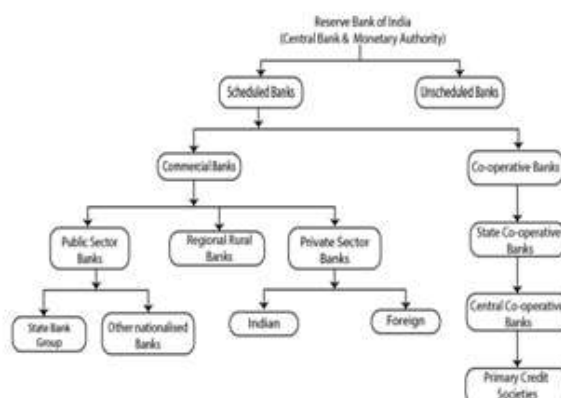 Reserve Bank of India
(Central Bank & Monetary Authority)
Scheduled Banks
Unscheduled Banks
Commercial Banks
Co-operative Banks
Public Sector
Banks
Regional Rural
Banks
Private Sector
Banks
State Co-operative
Banks
State Bank
Group
Other nationalised
Banks
Indian
Foreign
Central Co-operative
Banks
Primary Credit
Societies